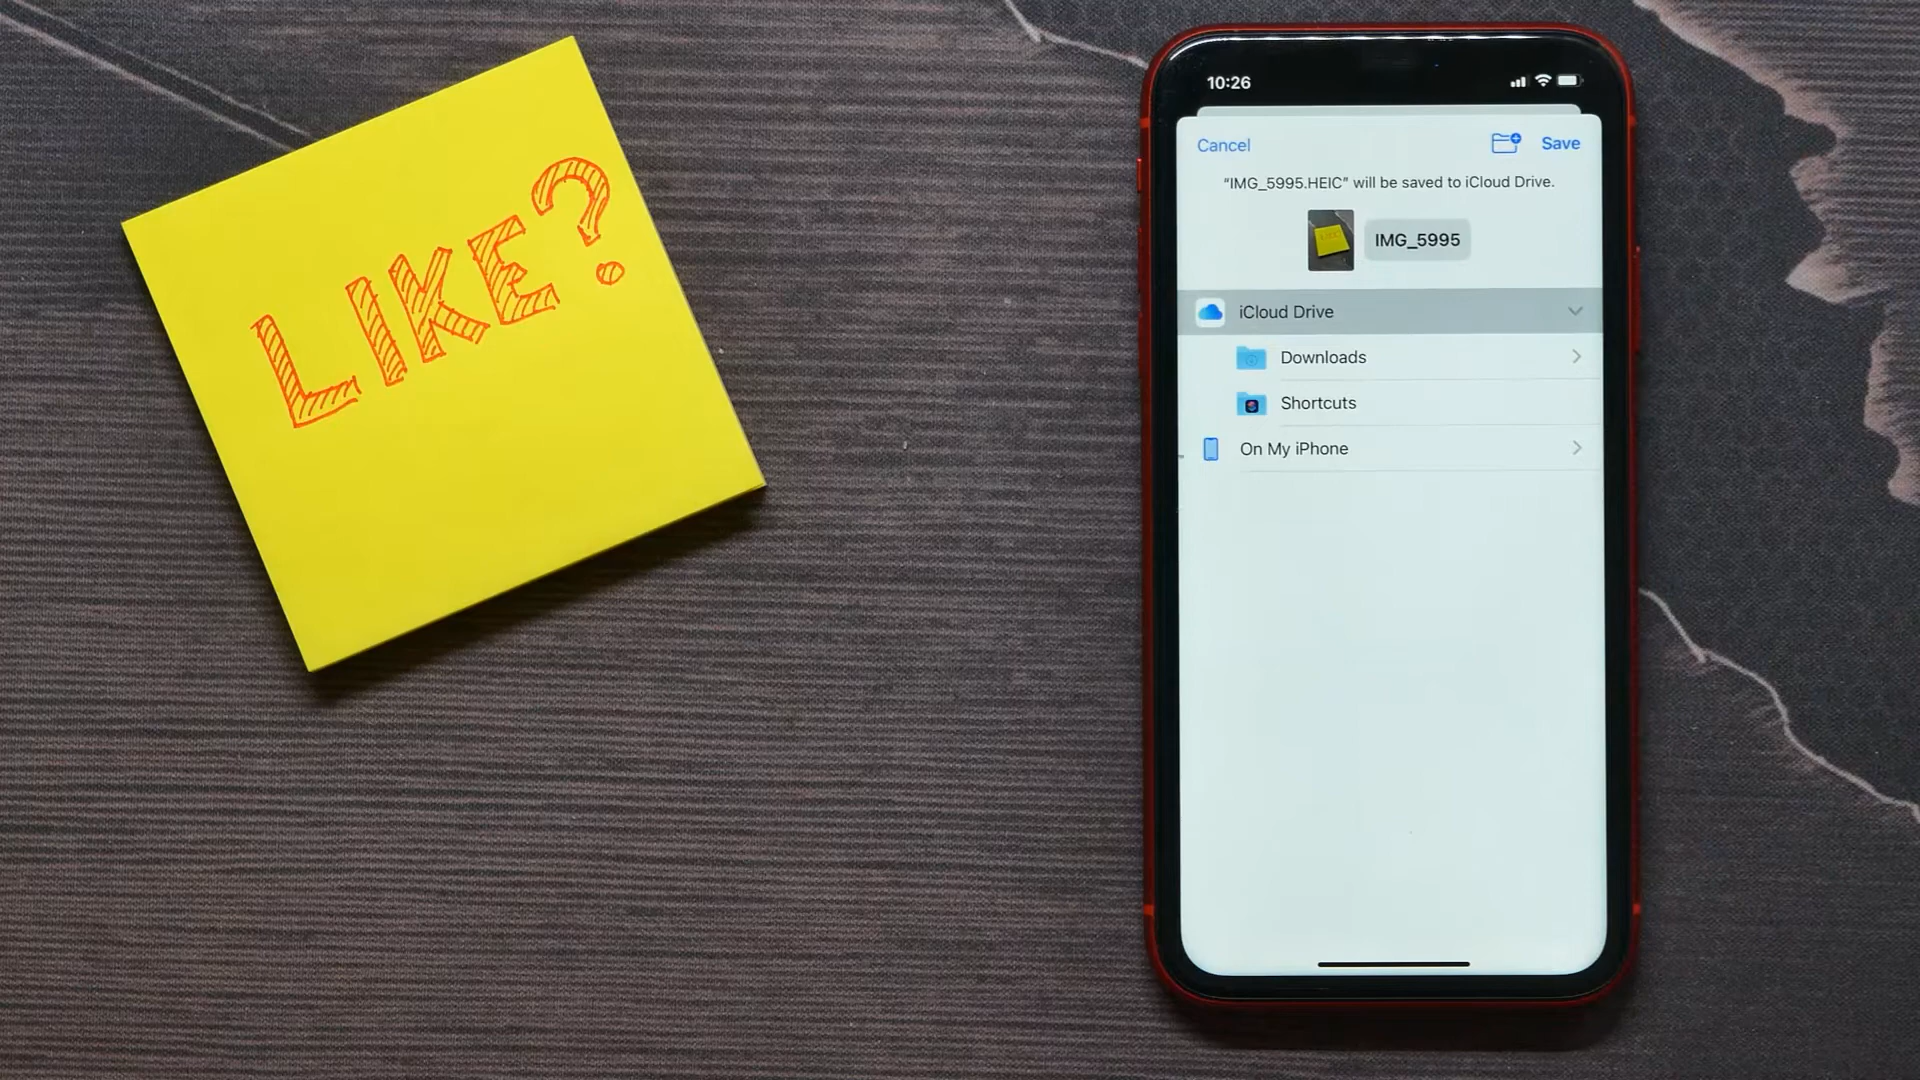 LIKE?
10:26
Cancel
Save
“IMG_5995.HEIC” will be saved to iCloud Drive.
IMG_5995
iCloud Drive
Downloads
Shortcuts
On My iPhone